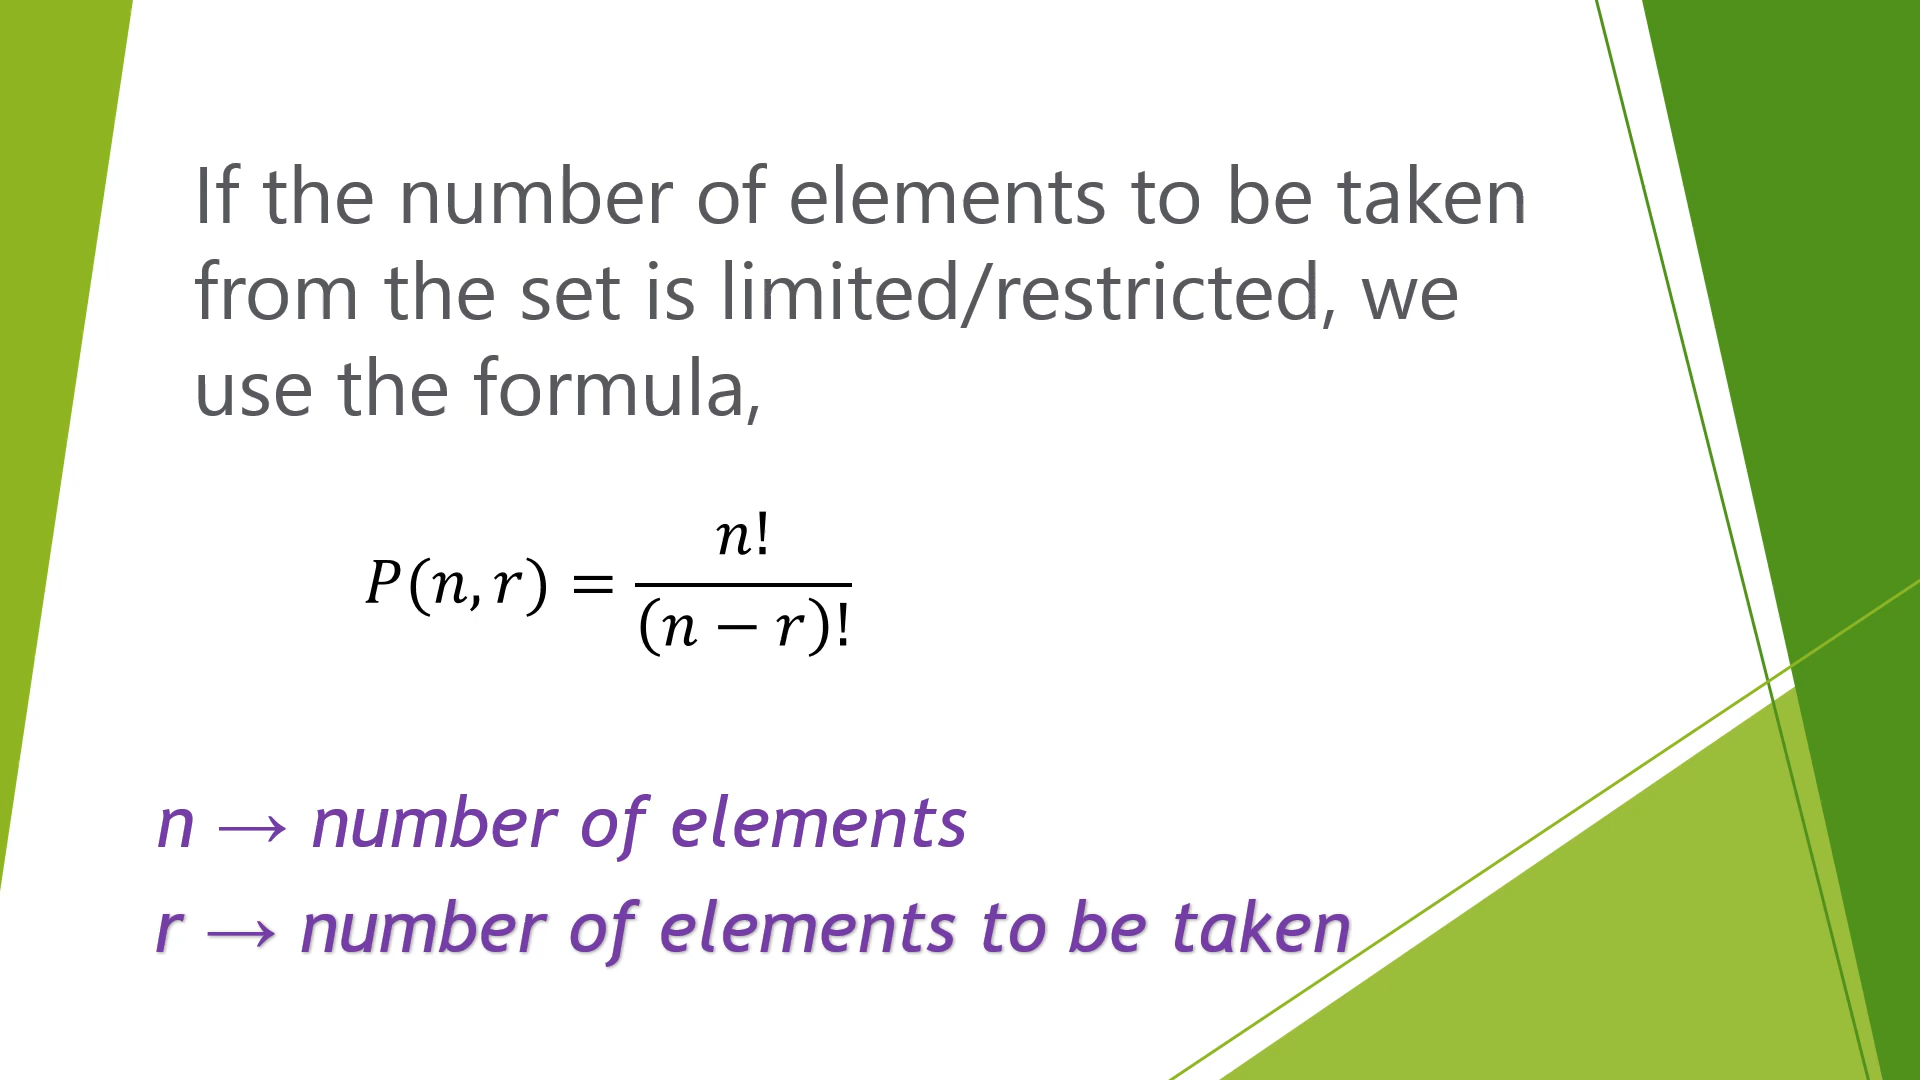 If the number of elements to be taken
from the set is limited/restricted, we
use the formula,
P(n, r) = n! / (n − r)!
n → number of elements
r → number of elements to be taken